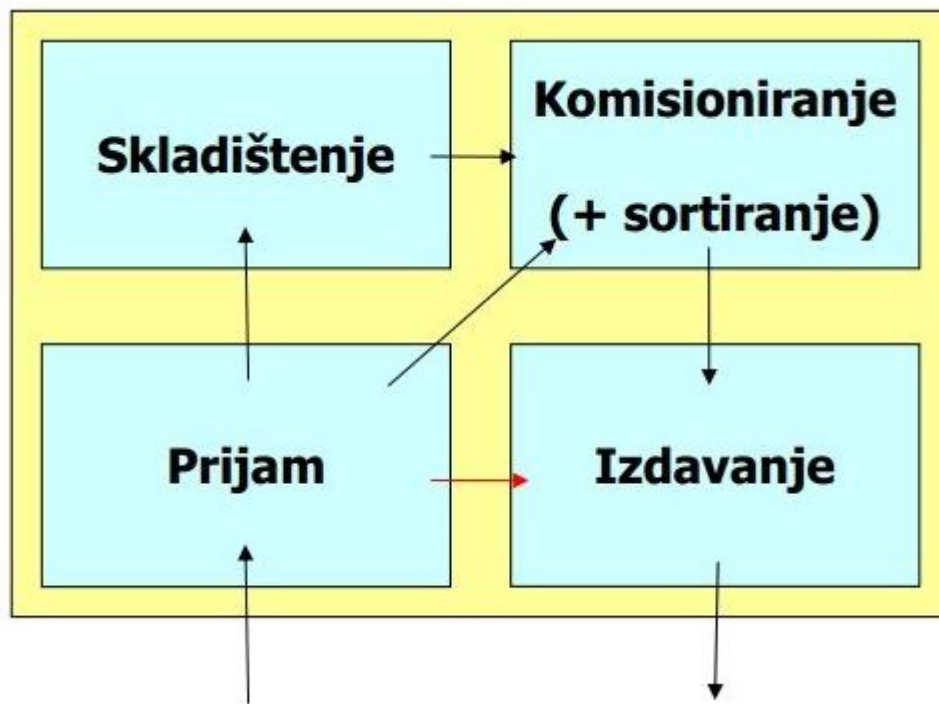 Skladištenje
Komisioniranje
(+ sortiranje)
Prijam
Izdavanje